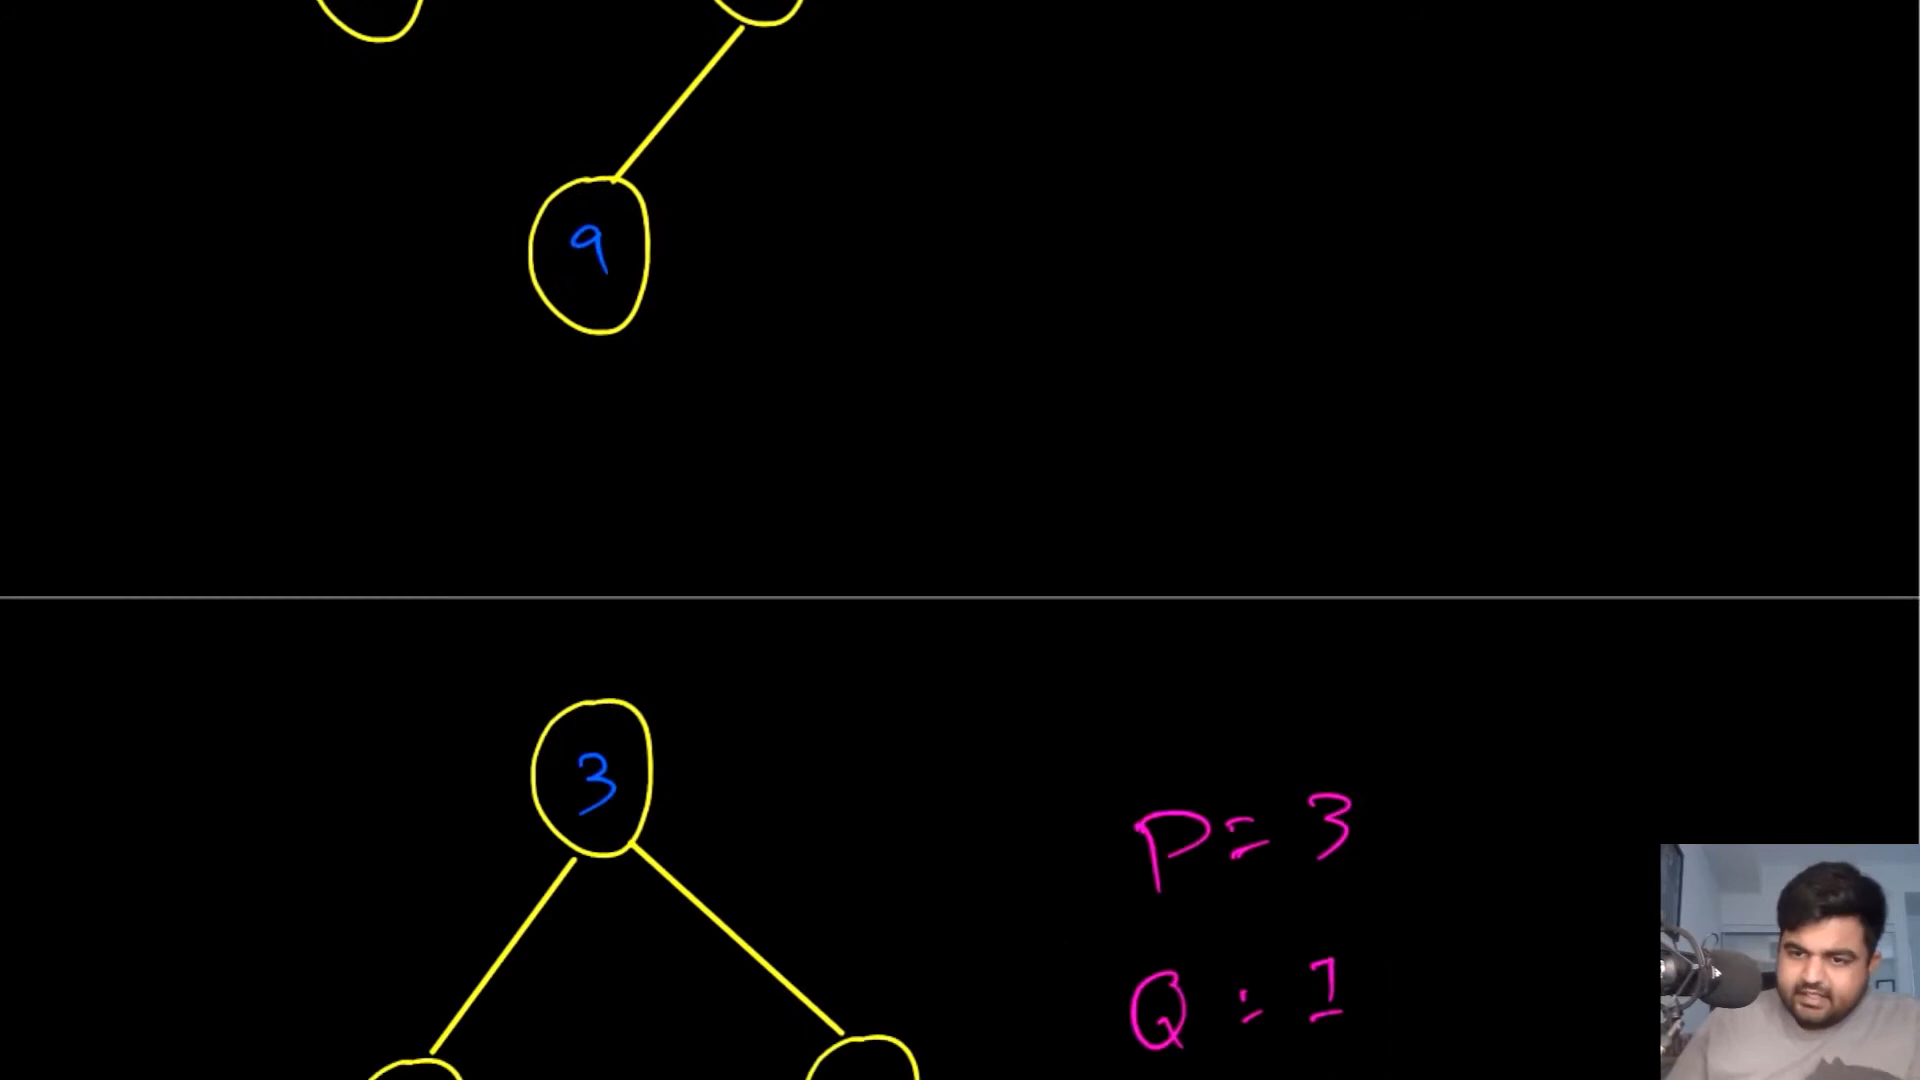 9
3
P = 3
Q = 1